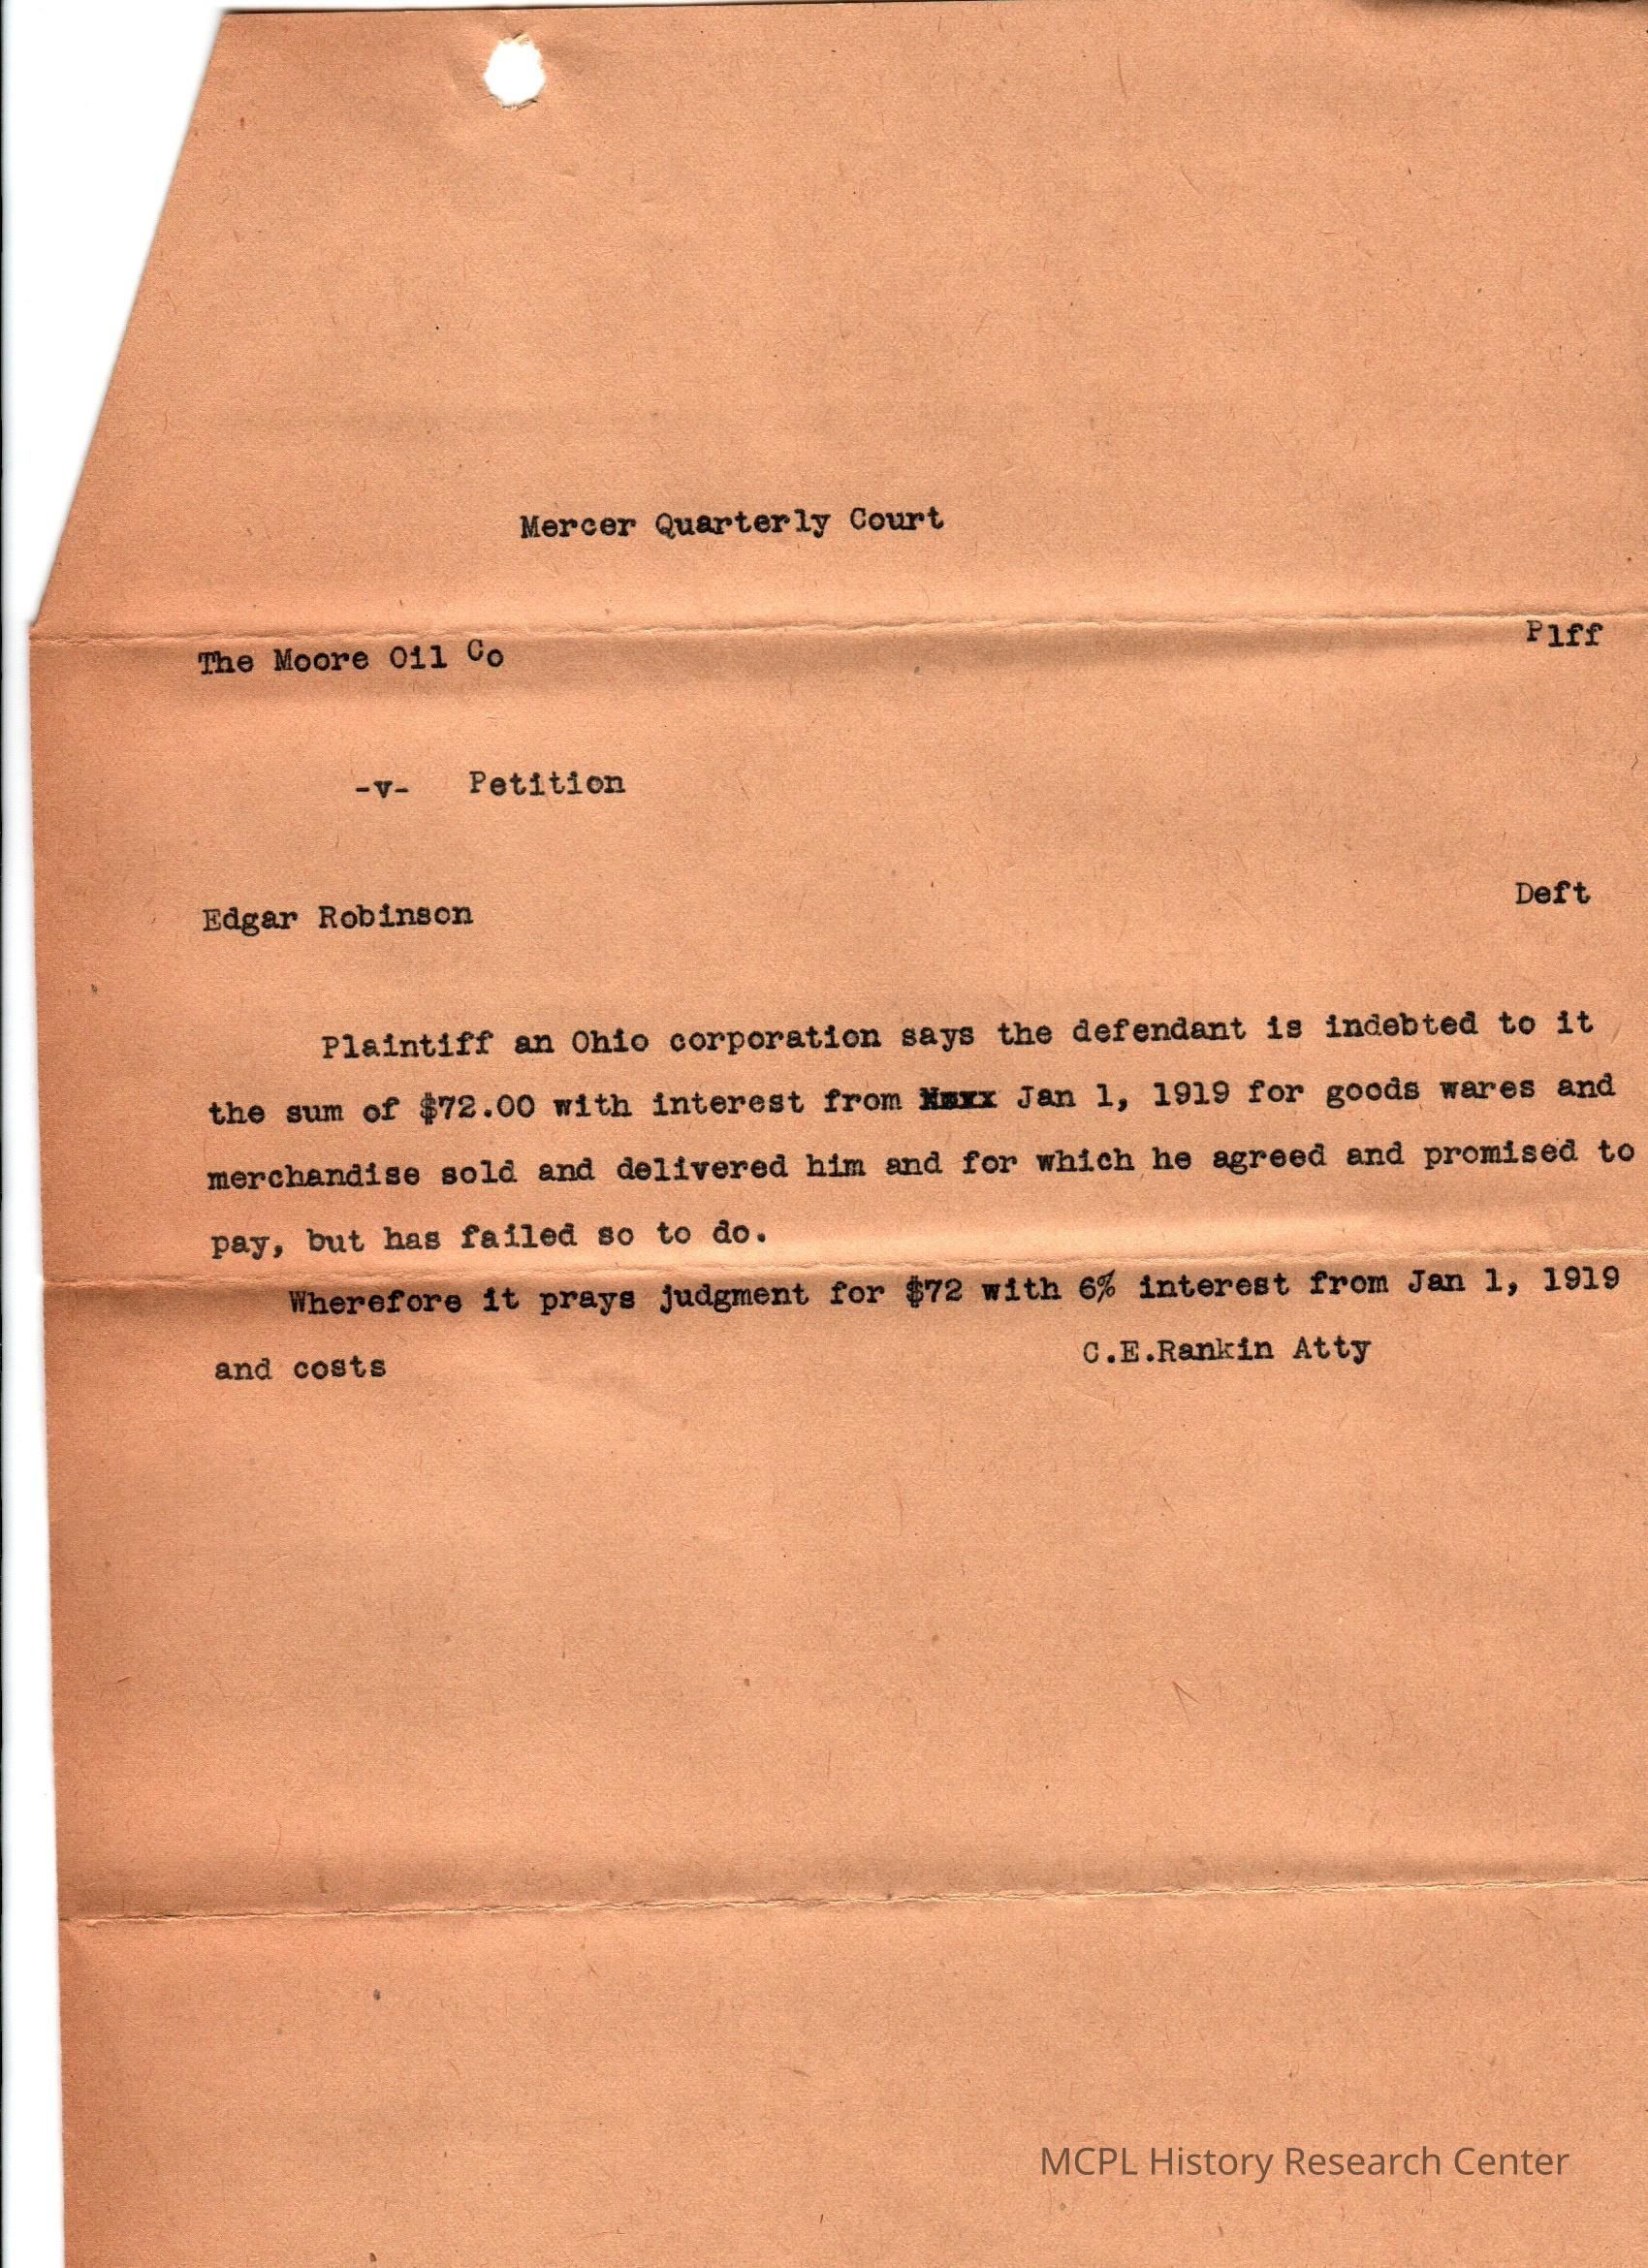 Mercer Quarterly Court
The Moore Oil Co Plff
-v- Petition
Edgar Robinson Deft
Plaintiff an Ohio corporation says the defendant is indebted to it
the sum of $72.00 with interest from Jan 1, 1919 for goods wares and
merchandise sold and delivered him and for which he agreed and promised to
pay, but has failed so to do.
Wherefore it prays judgment for $72 with 6% interest from Jan 1, 1919
and costs C.E.Rankin Atty
MCPL History Research Center